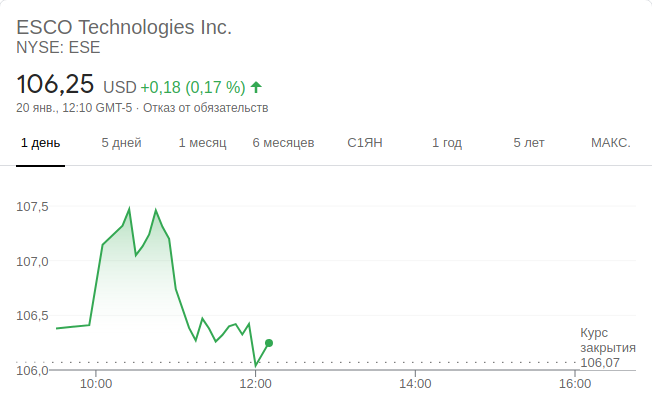 ESCO Technologies Inc.
NYSE: ESE
106,25 USD +0,18 (0,17 %)
20 янв., 12:10 GMT-5 · Отказ от обязательств
1 день 5 дней 1 месяц 6 месяцев С1ЯН 1 год 5 лет МАКС.
107,5
107,0
106,5
Курс
закрытия
106,07
106,0
10:00 12:00 14:00 16:00